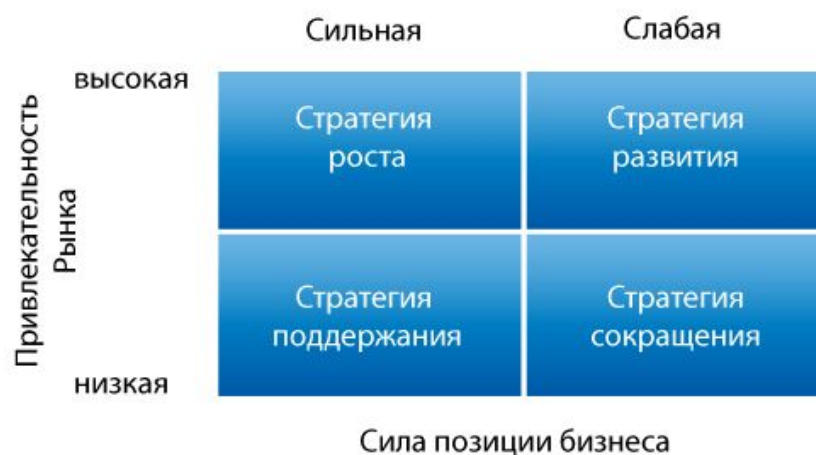 Сильная
Слабая
высокая
Стратегия
роста
Стратегия
развития
Привлекательность
Рынка
Стратегия
поддержания
Стратегия
сокращения
низкая
Сила позиции бизнеса